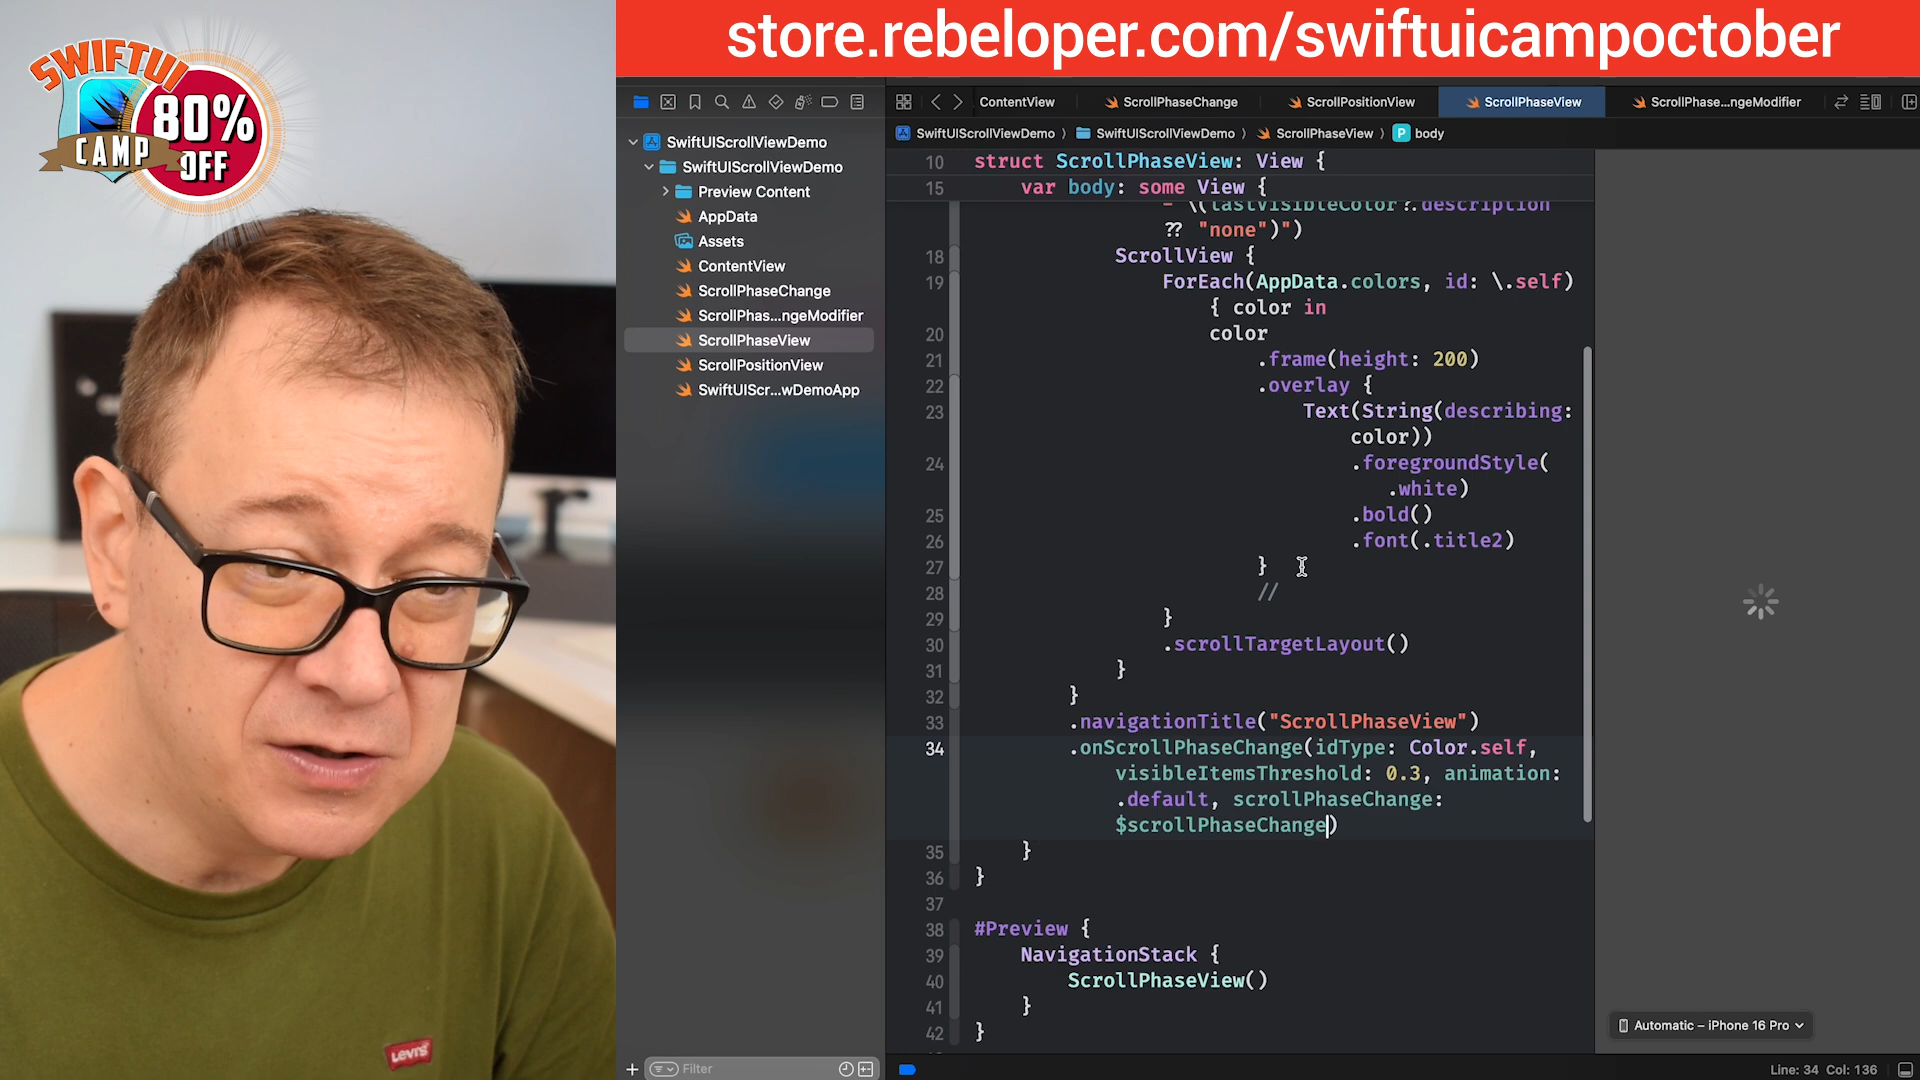 store.rebeloper.com/swiftuicampoctober
SWIFTUI
CAMP
80%
OFF
ContentView
ScrollPhaseChange
ScrollPositionView
ScrollPhaseView
ScrollPhase...ngeModifier
SwiftUIScrollViewDemo
SwiftUIScrollViewDemo
ScrollPhaseView
body
SwiftUIScrollViewDemo
SwiftUIScrollViewDemo
Preview Content
AppData
Assets
ContentView
ScrollPhaseChange
ScrollPhas...ngeModifier
ScrollPhaseView
ScrollPositionView
SwiftUIScr...wDemoApp
10 struct ScrollPhaseView: View {
15 var body: some View {
- \(lastVisibleColor?.description
?? "none")")
18 ScrollView {
19 ForEach(AppData.colors, id: \.self)
{ color in
20 color
21 .frame(height: 200)
22 .overlay {
23 Text(String(describing:
color))
24 .foregroundStyle(
.white)
25 .bold()
26 .font(.title2)
27 }
28 //
29 }
30 .scrollTargetLayout()
31 }
32 }
33 .navigationTitle("ScrollPhaseView")
34 .onScrollPhaseChange(idType: Color.self,
visibleItemsThreshold: 0.3, animation:
.default, scrollPhaseChange:
$scrollPhaseChange)
35 }
36 }
37
38 #Preview {
39 NavigationStack {
40 ScrollPhaseView()
41 }
42 }
Automatic – iPhone 16 Pro
Filter
Line: 34 Col: 136
Levi's